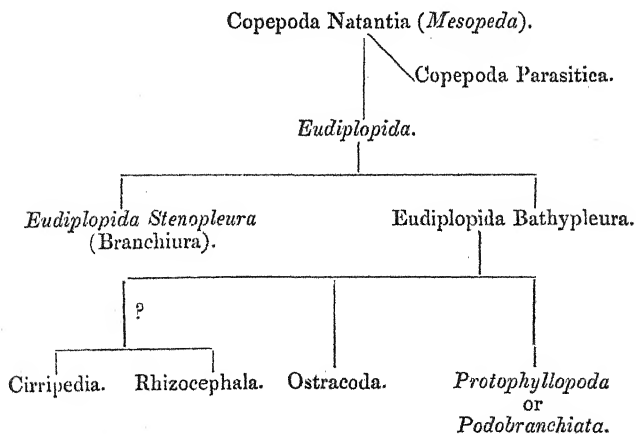 Copepoda Natantia (Mesopeda).
Copepoda Parasitica.
Eudiplopida.
Eudiplopida Stenopleura
(Branchiura).
Eudiplopida Bathypleura.
?
Cirripedia.
Rhizocephala.
Ostracoda.
Protophyllopoda
or
Podobranchiata.